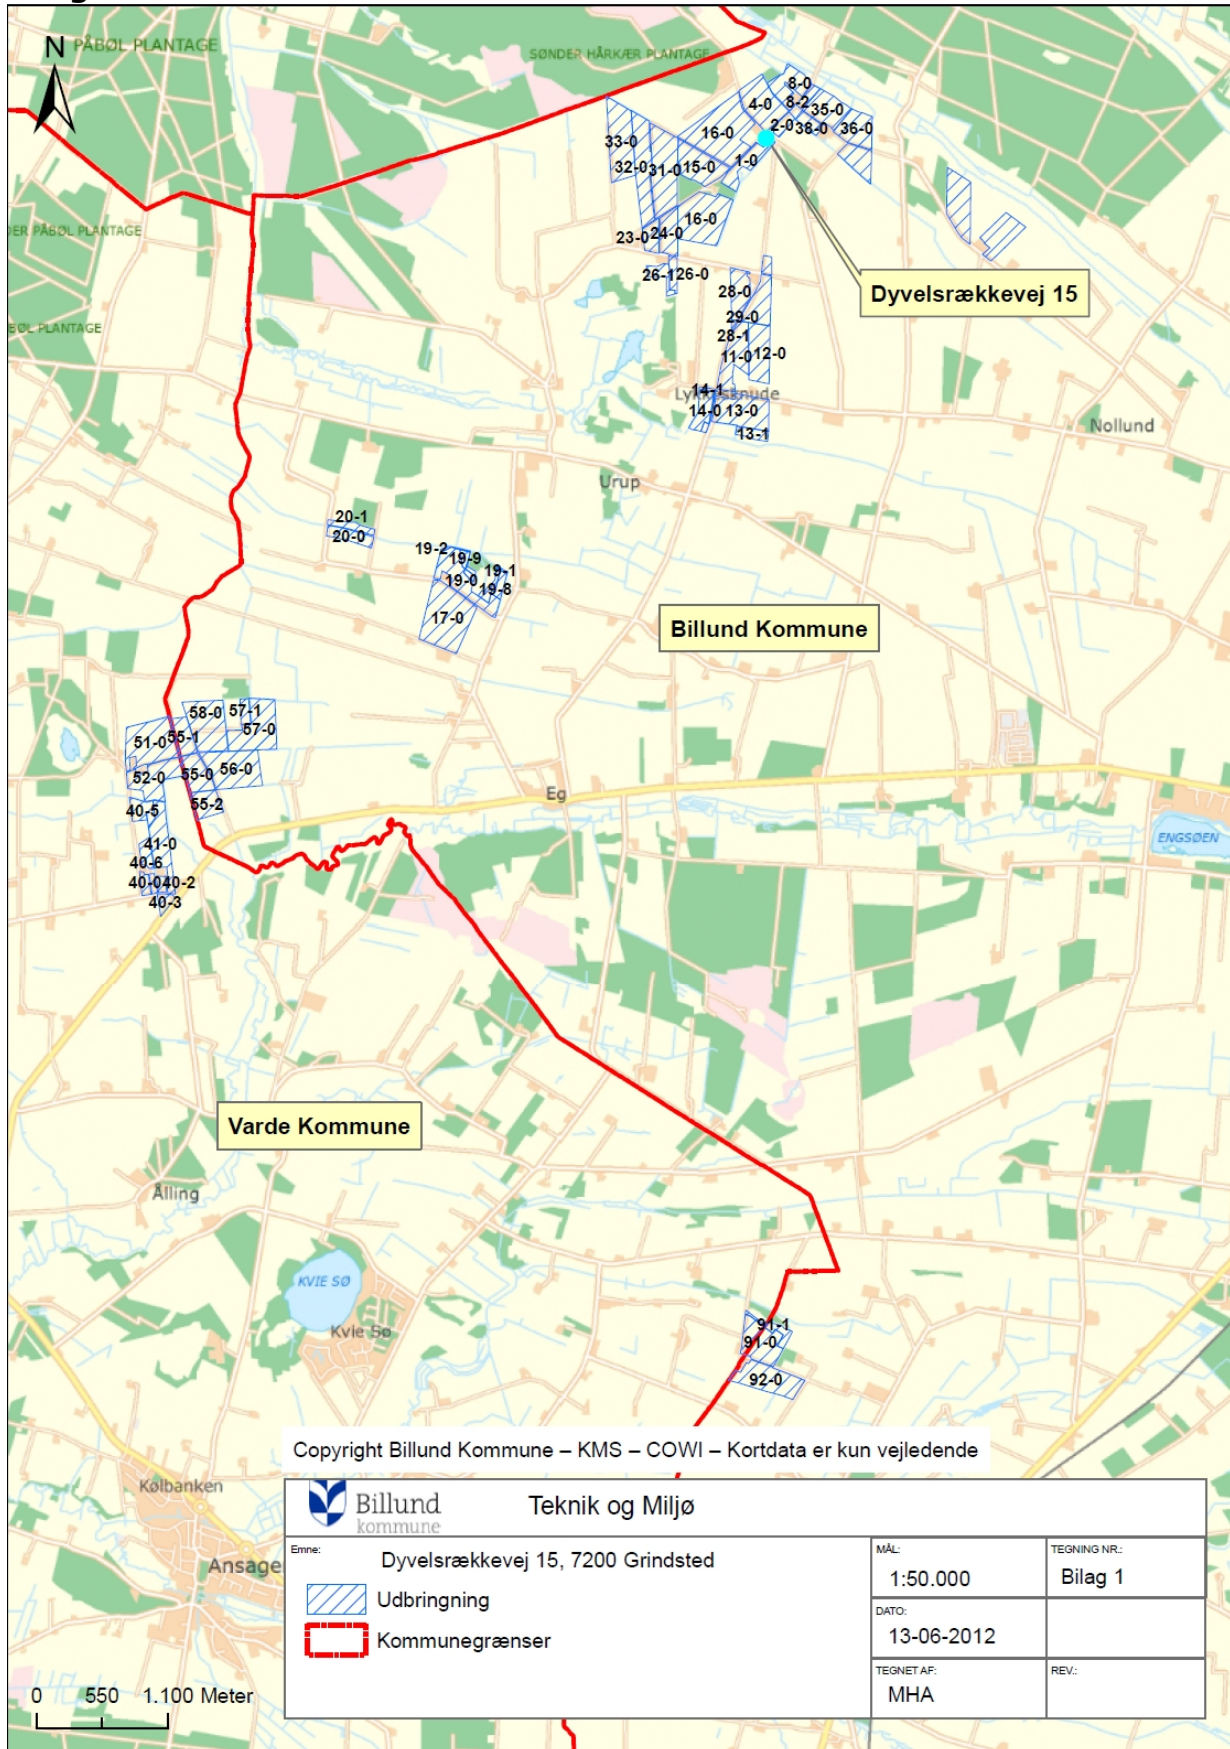 N
PÅBØL PLANTAGE
SØNDER HÅRKÆR PLANTAGE
8-0
4-0
8-2
35-0
2-0
38-0
36-0
16-0
33-0
32-0
31-0
15-0
1-0
16-0
23-0
24-0
26-1
26-0
DER PÅBØL PLANTAGE
BØL PLANTAGE
28-0
Dyvelsrækkevej 15
29-0
28-1
11-0
12-0
14-1
14-0
13-0
13-1
Nollund
Urup
20-1
20-0
19-2
19-9
19-1
19-0
19-8
17-0
Billund Kommune
58-0
57-1
51-0
55-1
57-0
52-0
55-0
56-0
40-5
55-2
Eg
41-0
40-6
40-0
40-2
40-3
ENGSØEN
Varde Kommune
Ålling
KVIE SØ
Kvie Sø
91-1
91-0
92-0
Copyright Billund Kommune – KMS – COWI – Kortdata er kun vejledende
Kølbanken
Ansage
Billund
kommune
Teknik og Miljø
Emne:
Dyvelsrækkevej 15, 7200 Grindsted
Udbringning
Kommunegrænser
MÅL:
1:50.000
TEGNING NR.:
Bilag 1
DATO:
13-06-2012
TEGNET AF:
MHA
REV.:
0 550 1.100 Meter